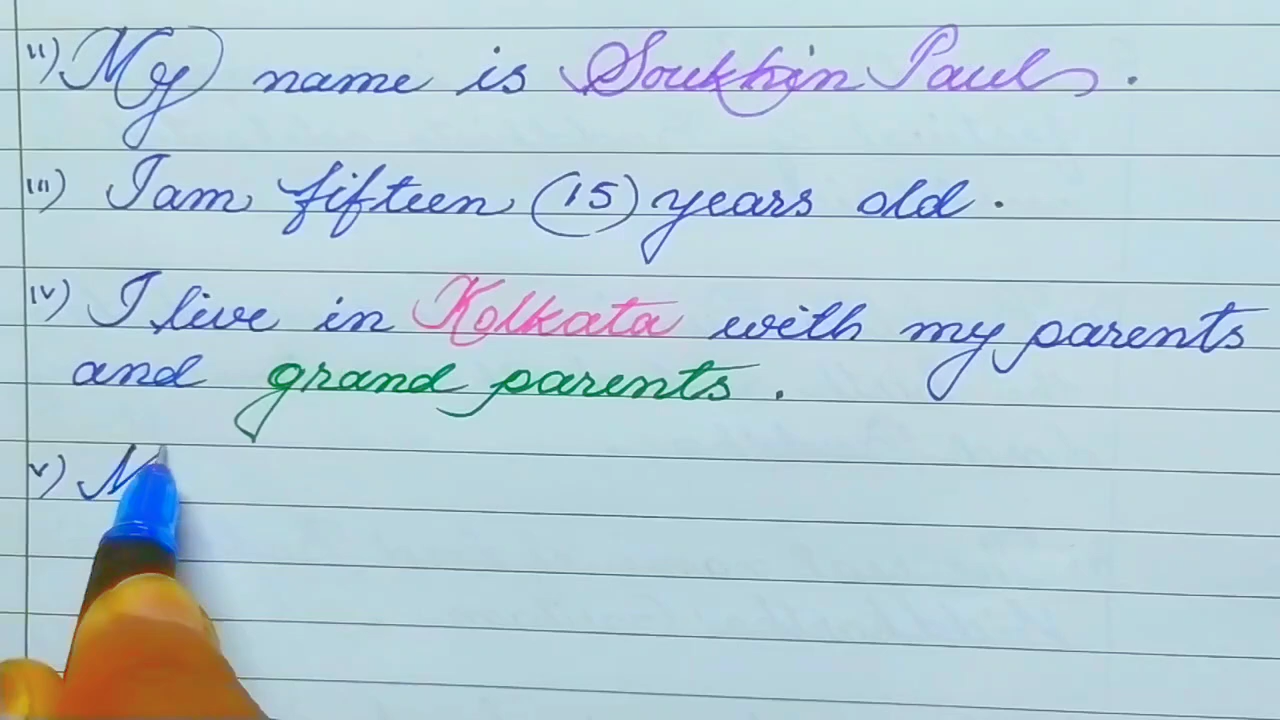 ii) My name is Soukhin Paul.
iii) I am fifteen (15) years old.
iv) I live in Kolkata with my parents
and grand parents.
v) M